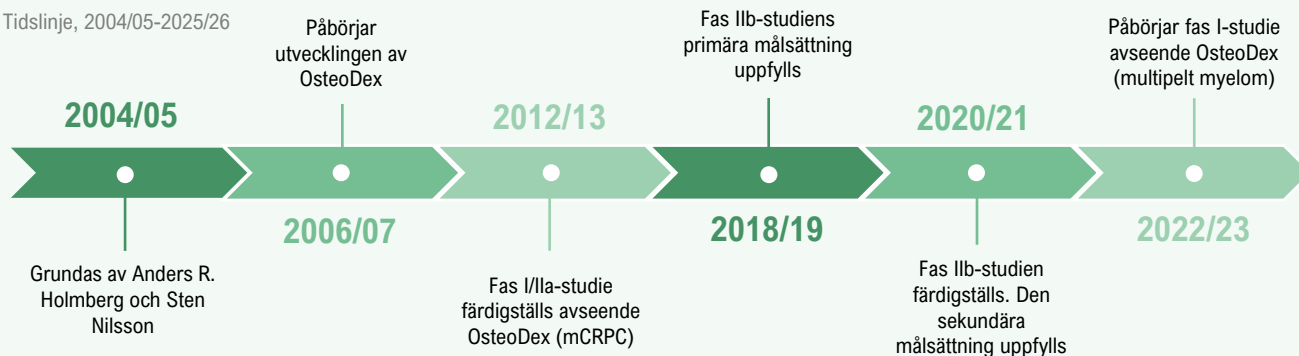 Tidslinje, 2004/05-2025/26
2004/05
Grundas av Anders R.
Holmberg och Sten
Nilsson
Påbörjar
utvecklingen av
OsteoDex
2006/07
2012/13
Fas I/IIa-studie
färdigställs avseende
OsteoDex (mCRPC)
Fas IIb-studiens
primära målsättning
uppfylls
2018/19
2020/21
Fas IIb-studien
färdigställs. Den
sekundära
målsättning uppfylls
Påbörjar fas I-studie
avseende OsteoDex
(multipelt myelom)
2022/23